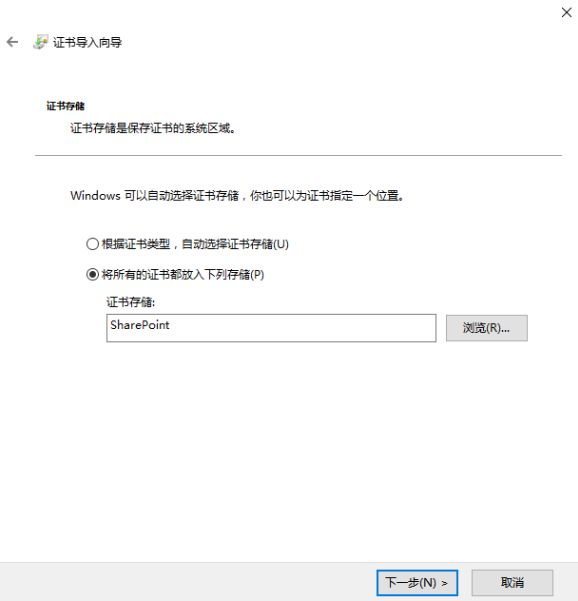 证书导入向导
证书存储
证书存储是保存证书的系统区域。
Windows 可以自动选择证书存储，你也可以为证书指定一个位置。
根据证书类型，自动选择证书存储(U)
将所有的证书都放入下列存储(P)
证书存储:
SharePoint
浏览(R)...
下一步(N) >
取消